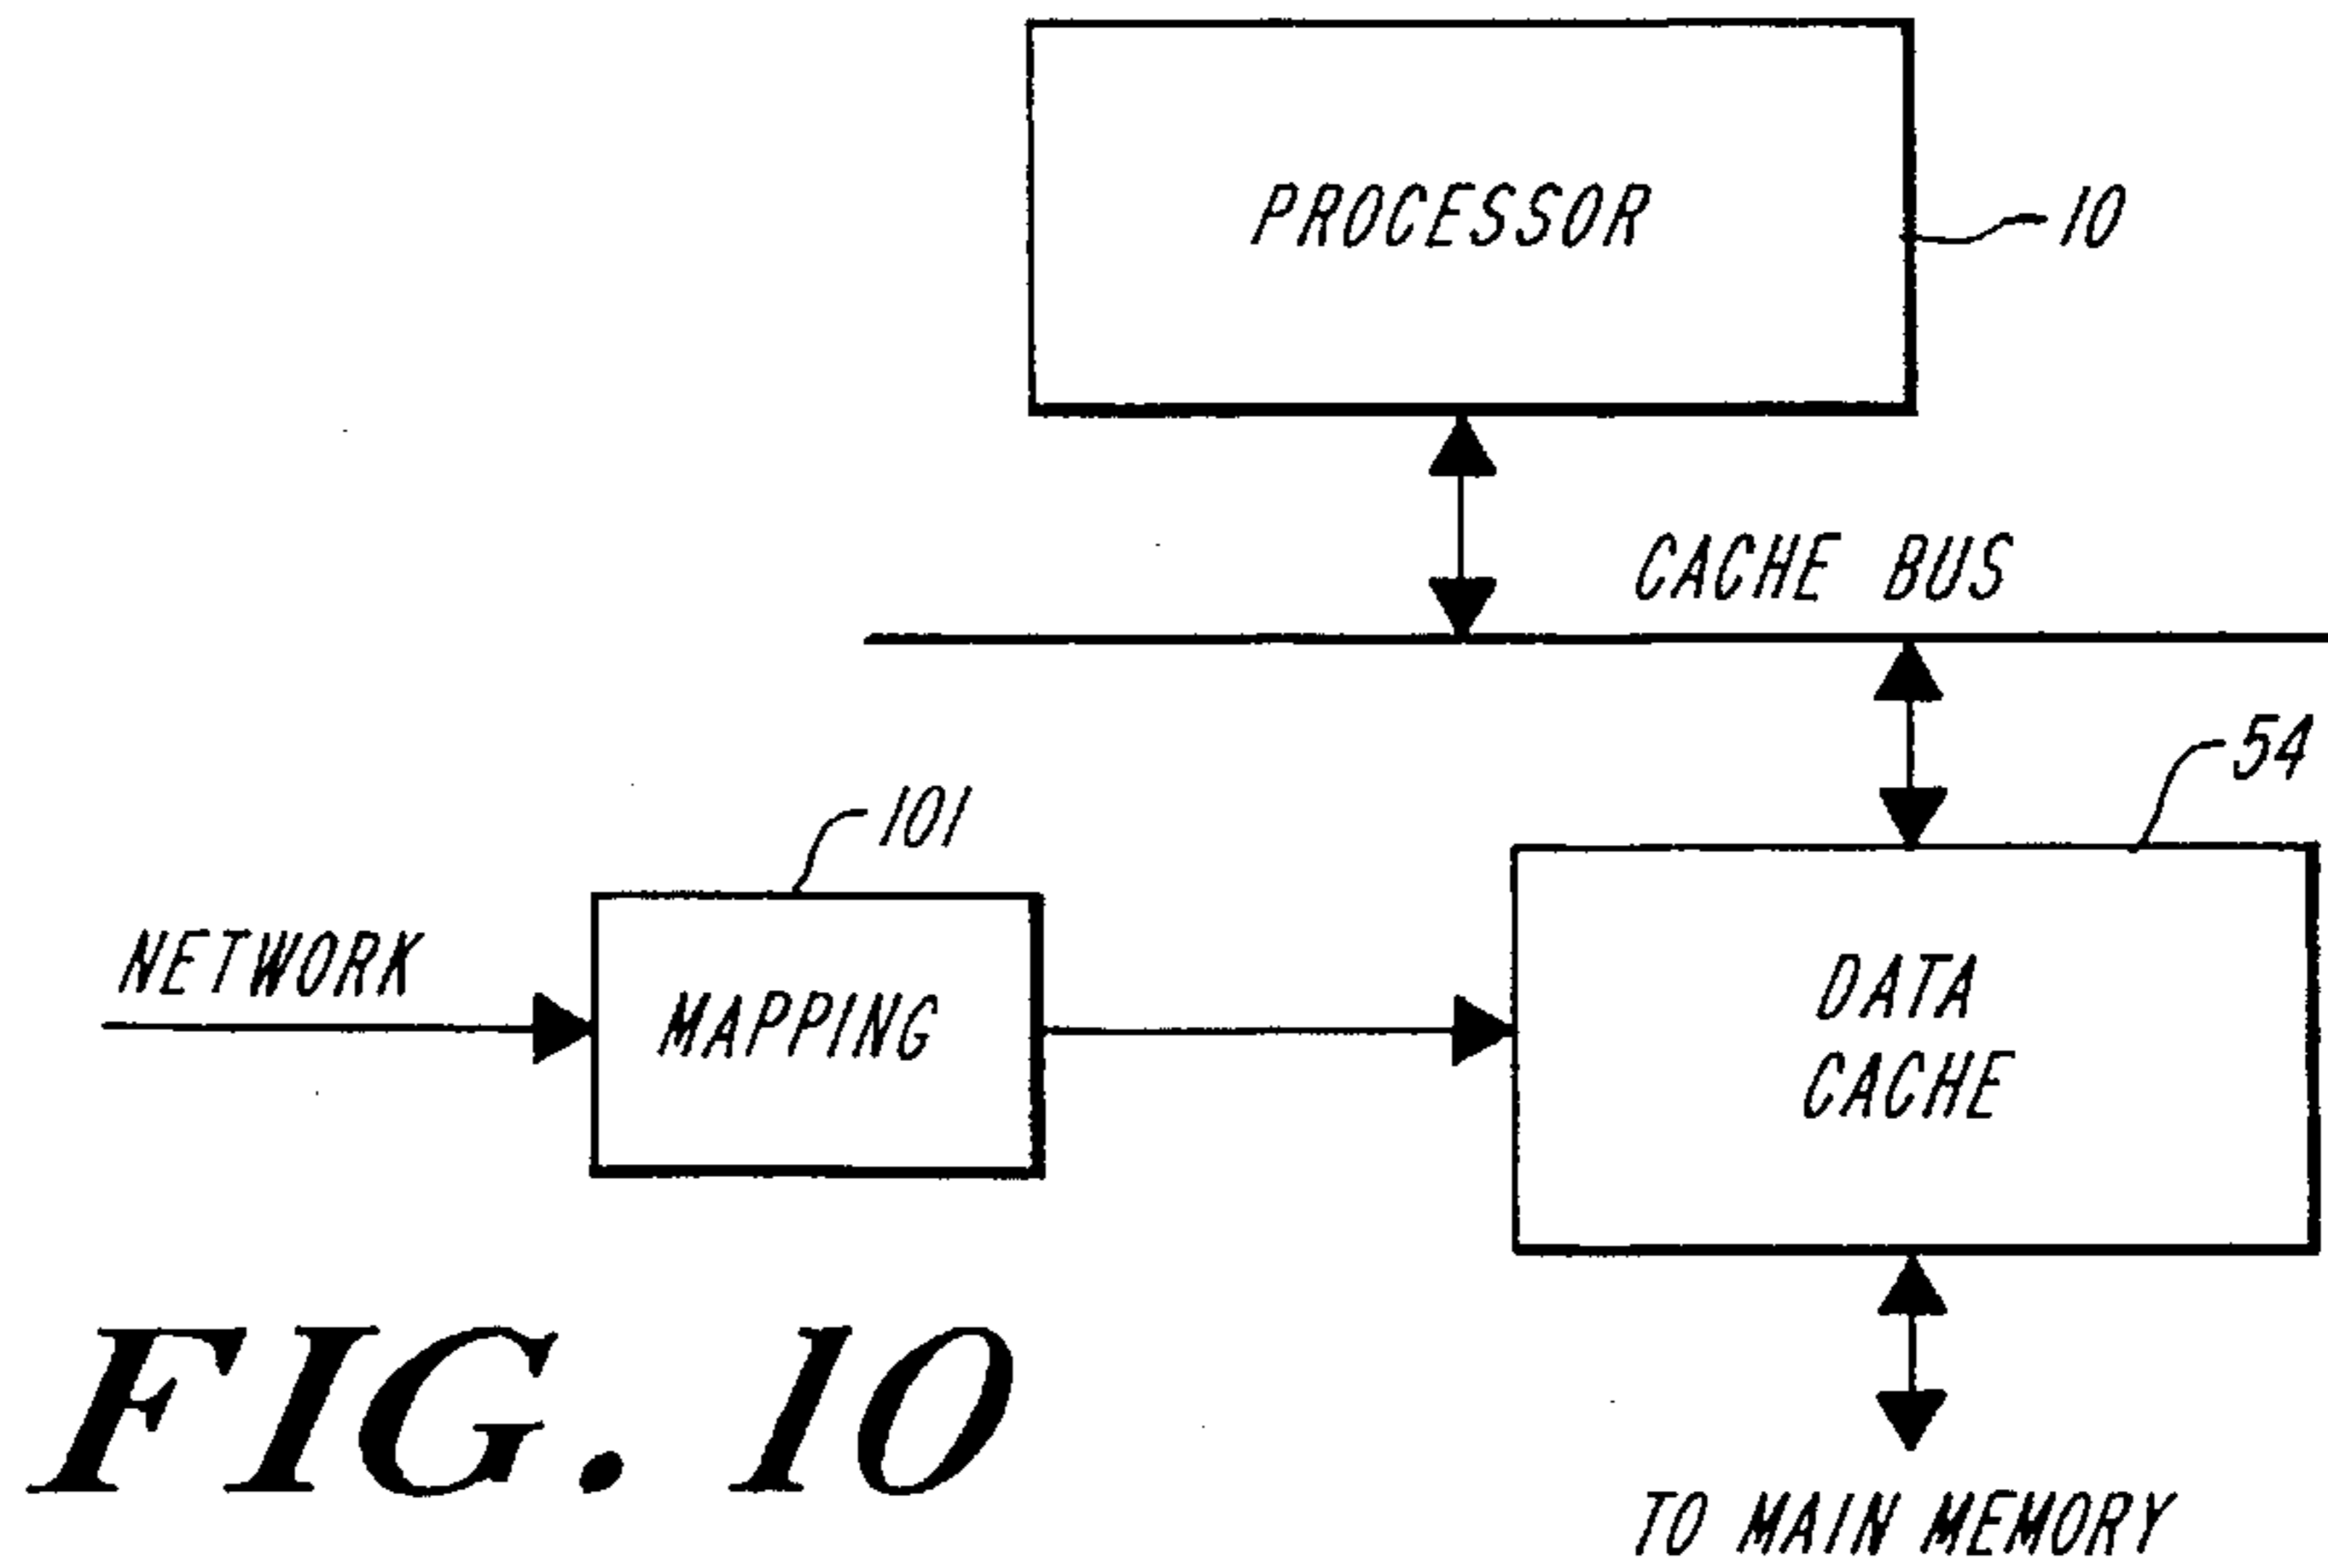 PROCESSOR
10
CACHE BUS
54
101
NETWORK
MAPPING
DATA
CACHE
FIG. 10
TO MAIN MEMORY